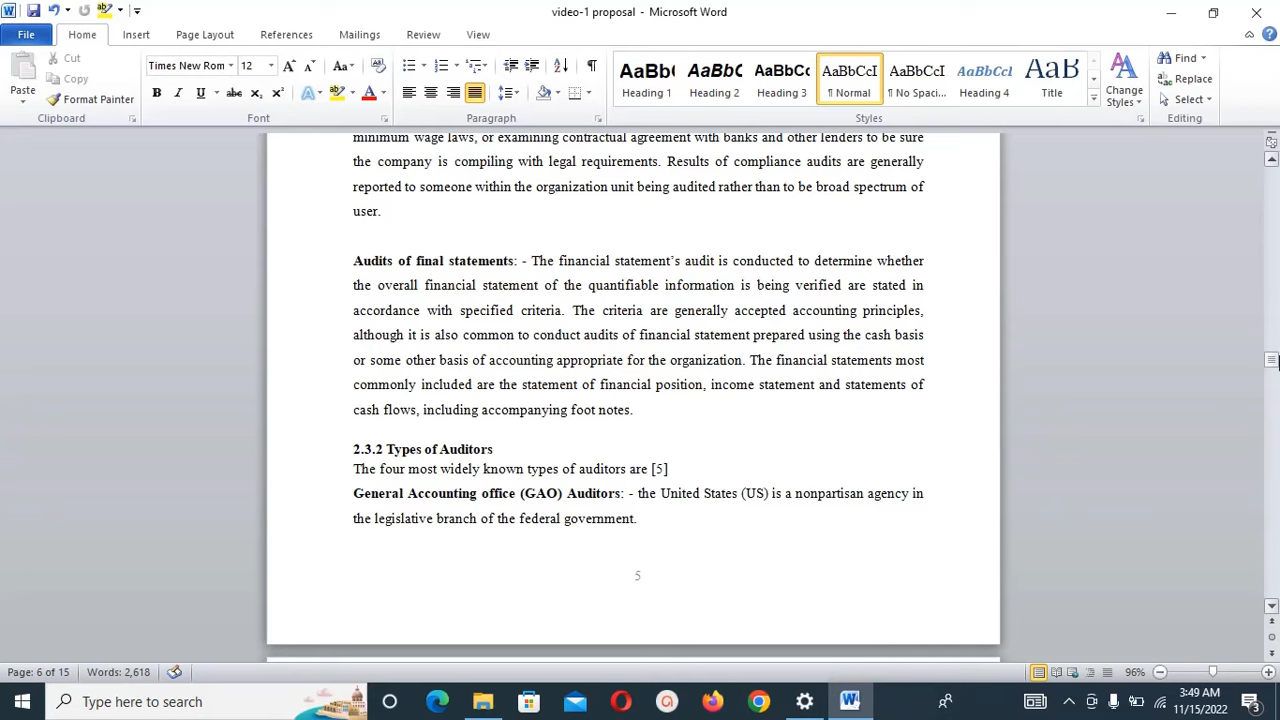 video-1 proposal - Microsoft Word
File Home Insert Page Layout References Mailings Review View
Paste
Cut
Copy
Format Painter
Clipboard
Times New Rom 12
Font
Paragraph
AaBbC AaBbCc AaBbCc AaBbCcI AaBbCcI AaBbCcI AaB
Heading 1 Heading 2 Heading 3 ¶ Normal ¶ No Spaci... Heading 4 Title
Change
Styles
Styles
Find
Replace
Select
Editing
minimum wage laws, or examining contractual agreement with banks and other lenders to be sure
the company is compiling with legal requirements. Results of compliance audits are generally
reported to someone within the organization unit being audited rather than to be broad spectrum of
user.
Audits of final statements: - The financial statement’s audit is conducted to determine whether
the overall financial statement of the quantifiable information is being verified are stated in
accordance with specified criteria. The criteria are generally accepted accounting principles,
although it is also common to conduct audits of financial statement prepared using the cash basis
or some other basis of accounting appropriate for the organization. The financial statements most
commonly included are the statement of financial position, income statement and statements of
cash flows, including accompanying foot notes.
2.3.2 Types of Auditors
The four most widely known types of auditors are [5]
General Accounting office (GAO) Auditors: - the United States (US) is a nonpartisan agency in
the legislative branch of the federal government.
5
Page: 6 of 15 Words: 2,618 96%
Type here to search
3:49 AM
11/15/2022
3